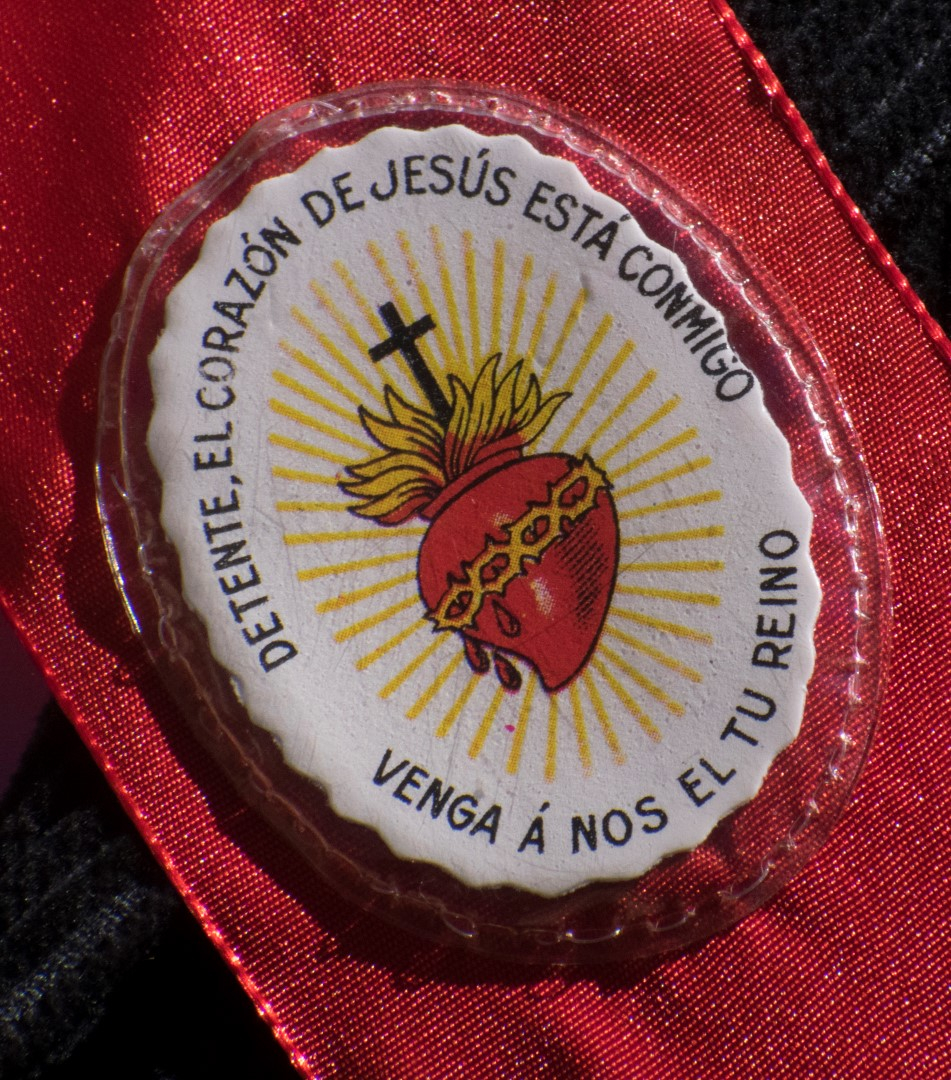 DETENTE, EL CORAZÓN DE JESÚS ESTÁ CONMIGO
VENGA Á NOS EL TU REINO